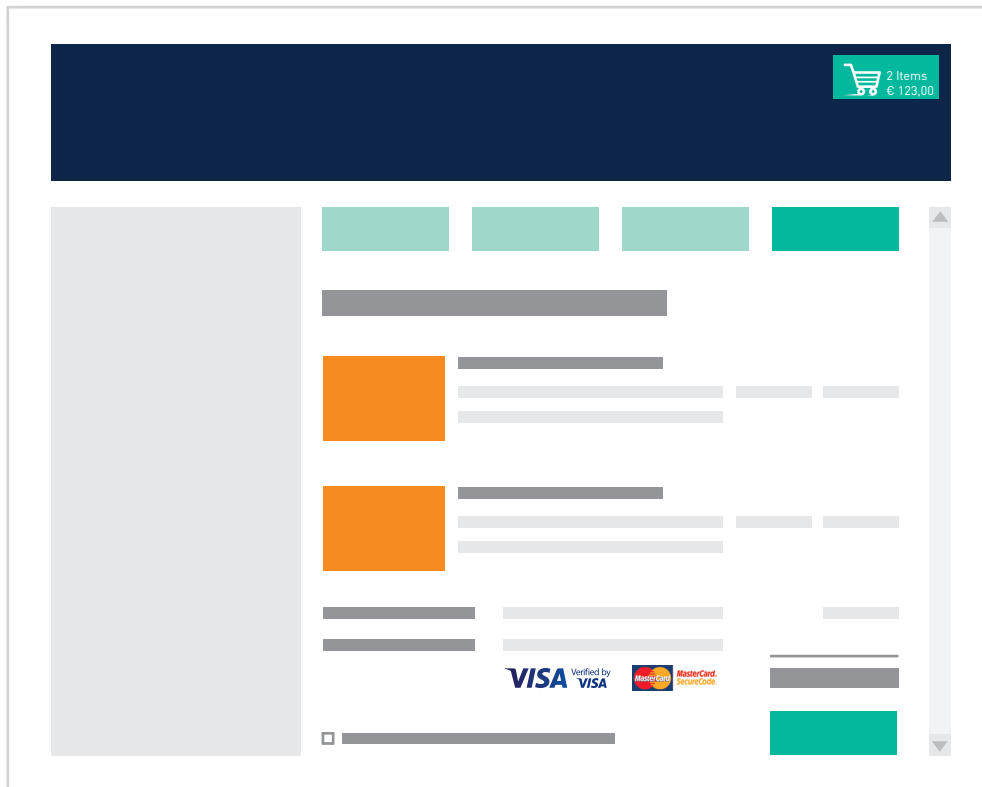 2 Items
€ 123,00
VISA Verified by VISA
MasterCard MasterCard. SecureCode.